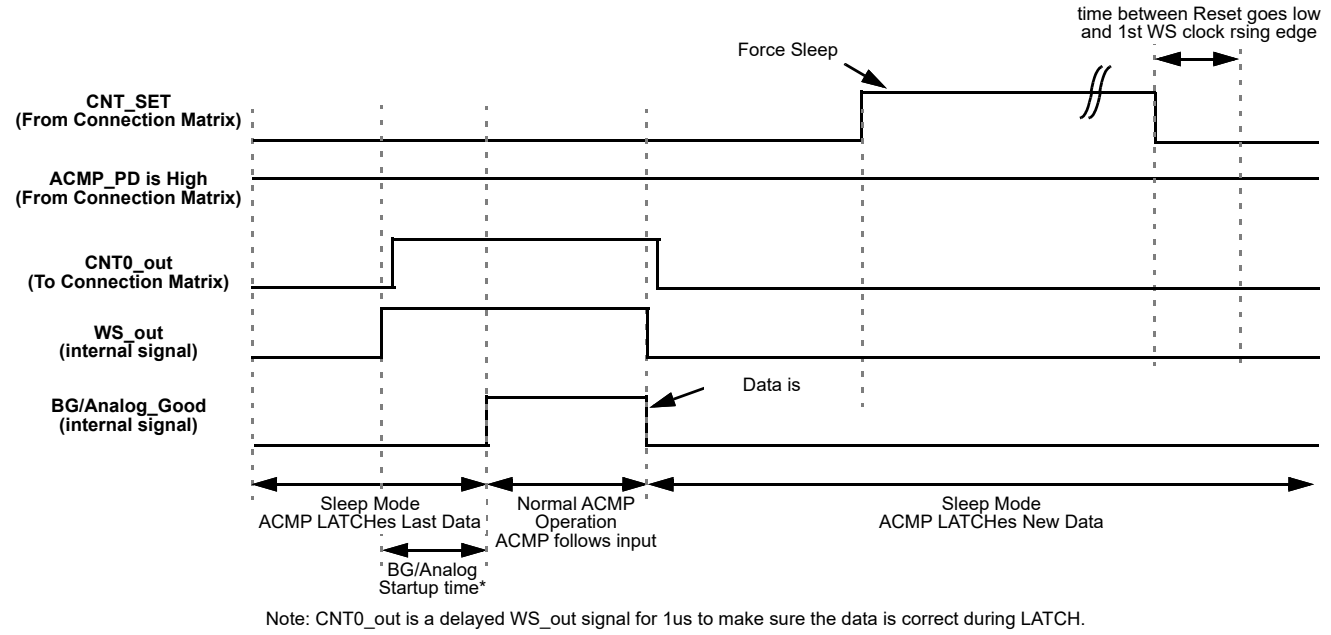 time between Reset goes low
and 1st WS clock rsing edge
Force Sleep
CNT_SET
(From Connection Matrix)
ACMP_PD is High
(From Connection Matrix)
CNT0_out
(To Connection Matrix)
WS_out
(internal signal)
Data is
BG/Analog_Good
(internal signal)
Sleep Mode
ACMP LATCHes Last Data
Normal ACMP
Operation
ACMP follows input
Sleep Mode
ACMP LATCHes New Data
BG/Analog
Startup time*
Note: CNT0_out is a delayed WS_out signal for 1us to make sure the data is correct during LATCH.